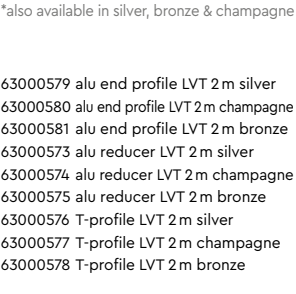 *also available in silver, bronze & champagne
63000579 alu end profile LVT 2 m silver
63000580 alu end profile LVT 2 m champagne
63000581 alu end profile LVT 2 m bronze
63000573 alu reducer LVT 2 m silver
63000574 alu reducer LVT 2 m champagne
63000575 alu reducer LVT 2 m bronze
63000576 T-profile LVT 2 m silver
63000577 T-profile LVT 2 m champagne
63000578 T-profile LVT 2 m bronze